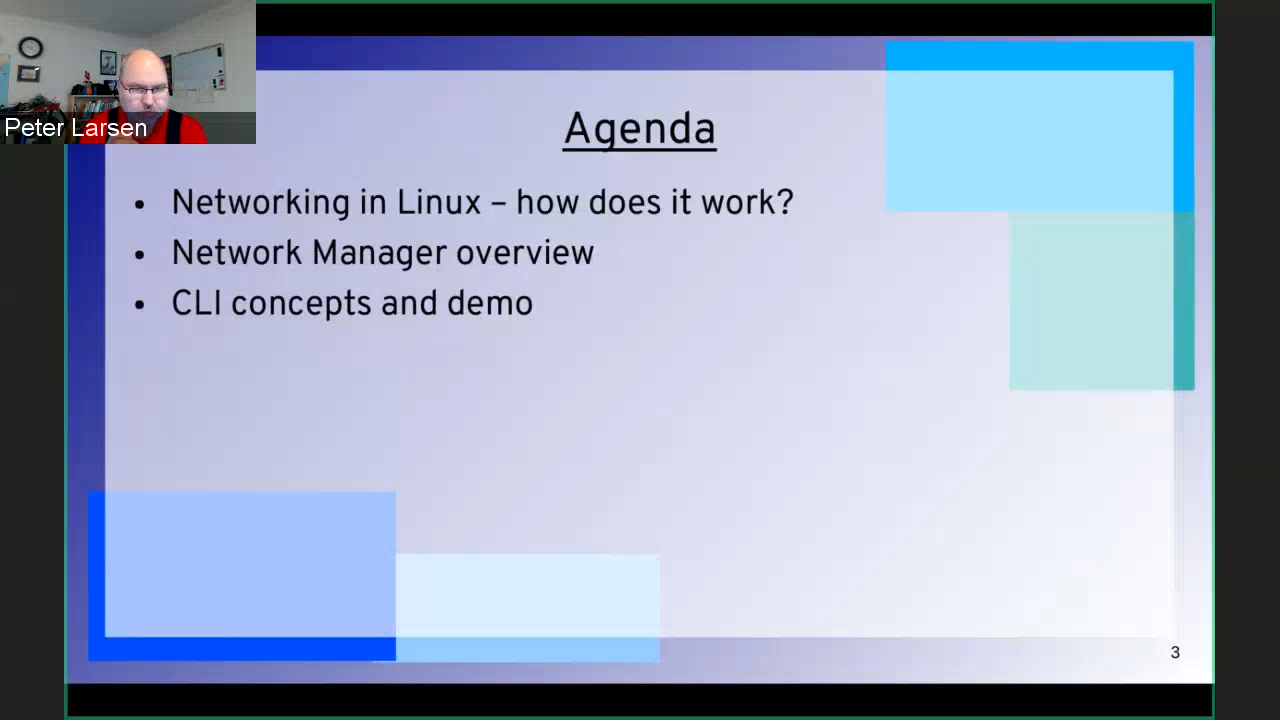 Peter Larsen
Agenda
• Networking in Linux – how does it work?
• Network Manager overview
• CLI concepts and demo
3